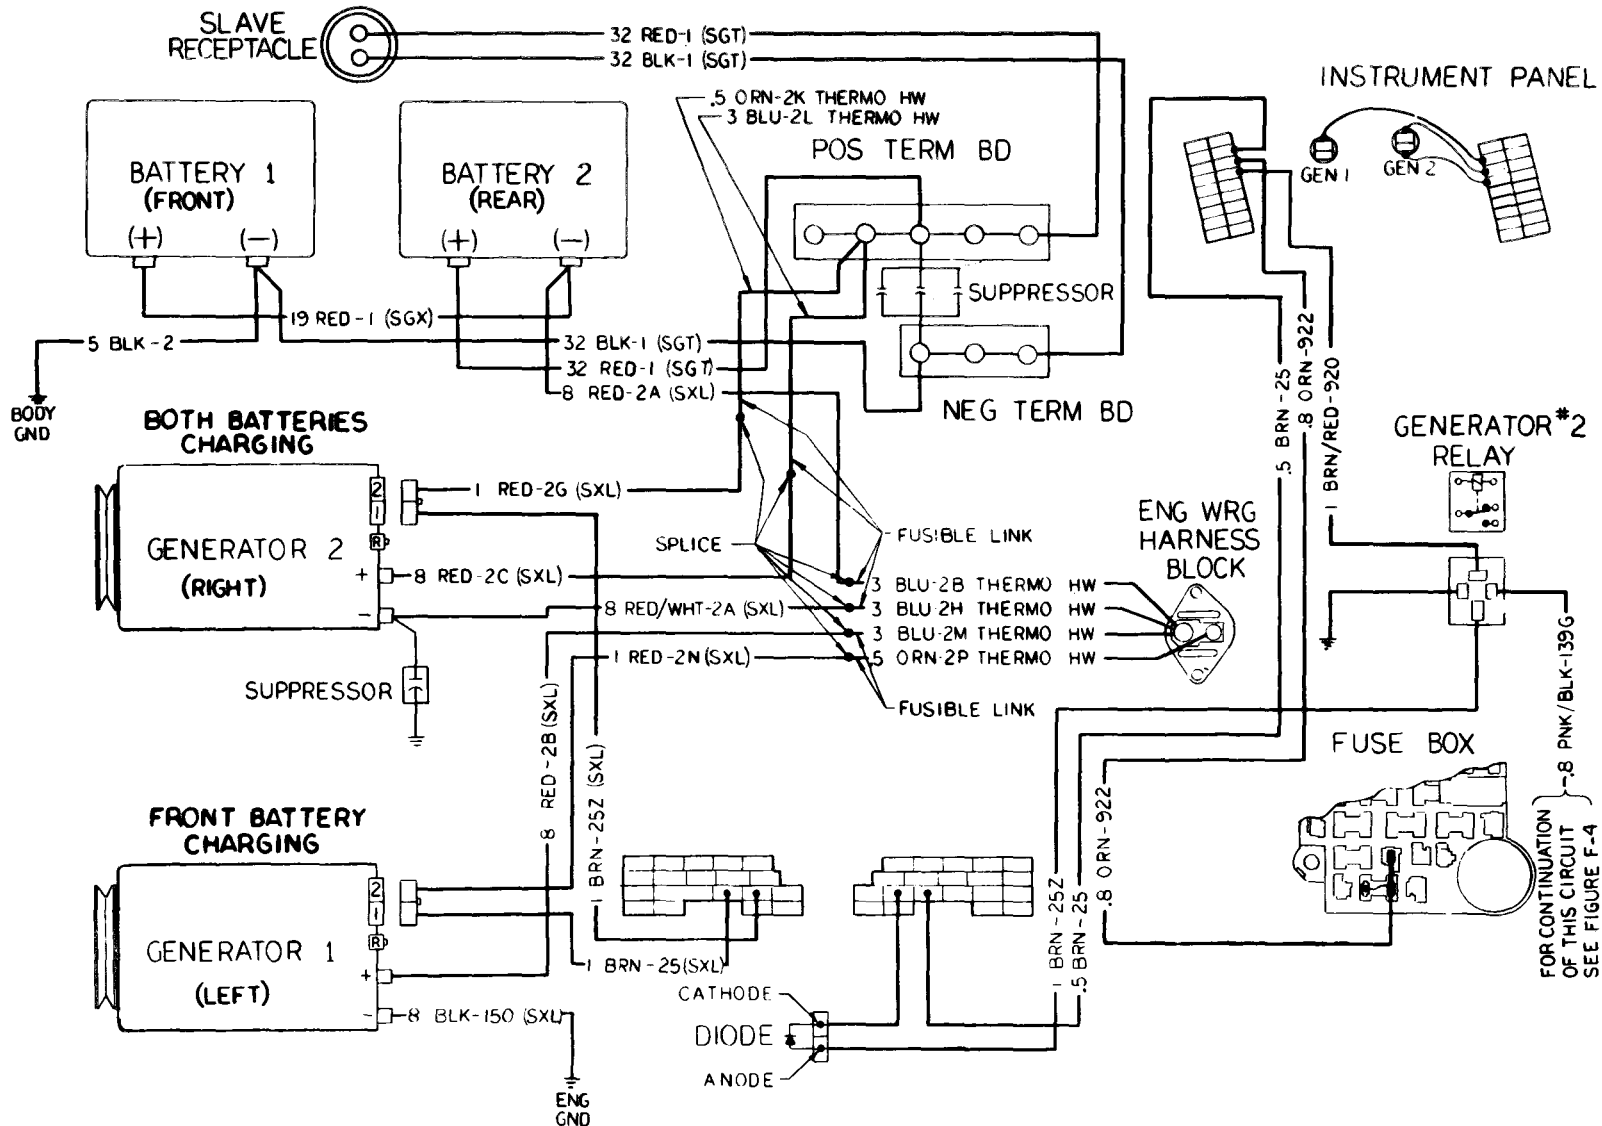 SLAVE
RECEPTACLE
32 RED-1 (SGT)
32 BLK-1 (SGT)
INSTRUMENT PANEL
.5 ORN-2K THERMO HW
3 BLU-2L THERMO HW
POS TERM BD
GEN 1
GEN 2
BATTERY 1
(FRONT)
(+)
(-)
BATTERY 2
(REAR)
(+)
(-)
SUPPRESSOR
19 RED-1 (SGX)
5 BLK-2
32 BLK-1 (SGT)
32 RED-1 (SGT)
8 RED-2A (SXL)
NEG TERM BD
BODY
GND
.5 BRN-25
.8 ORN-922
1 BRN/RED-920
BOTH BATTERIES
CHARGING
GENERATOR #2
RELAY
2
1
R
GENERATOR 2
(RIGHT)
+
-
1 RED-2G (SXL)
8 RED-2C (SXL)
8 RED/WHT-2A (SXL)
1 RED-2N (SXL)
SPLICE
FUSIBLE LINK
3 BLU-2B THERMO HW
3 BLU-2H THERMO HW
3 BLU-2M THERMO HW
.5 ORN-2P THERMO HW
FUSIBLE LINK
ENG WRG
HARNESS
BLOCK
SUPPRESSOR
8 RED-2B (SXL)
1 BRN-25Z (SXL)
FUSE BOX
.8 PNK/BLK-139G
FOR CONTINUATION
OF THIS CIRCUIT
SEE FIGURE F-4
FRONT BATTERY
CHARGING
2
1
R
GENERATOR 1
(LEFT)
+
-
1 BRN-25 (SXL)
8 BLK-150 (SXL)
ENG
GND
CATHODE
DIODE
ANODE
1 BRN-25Z
.5 BRN-25
.8 ORN-922